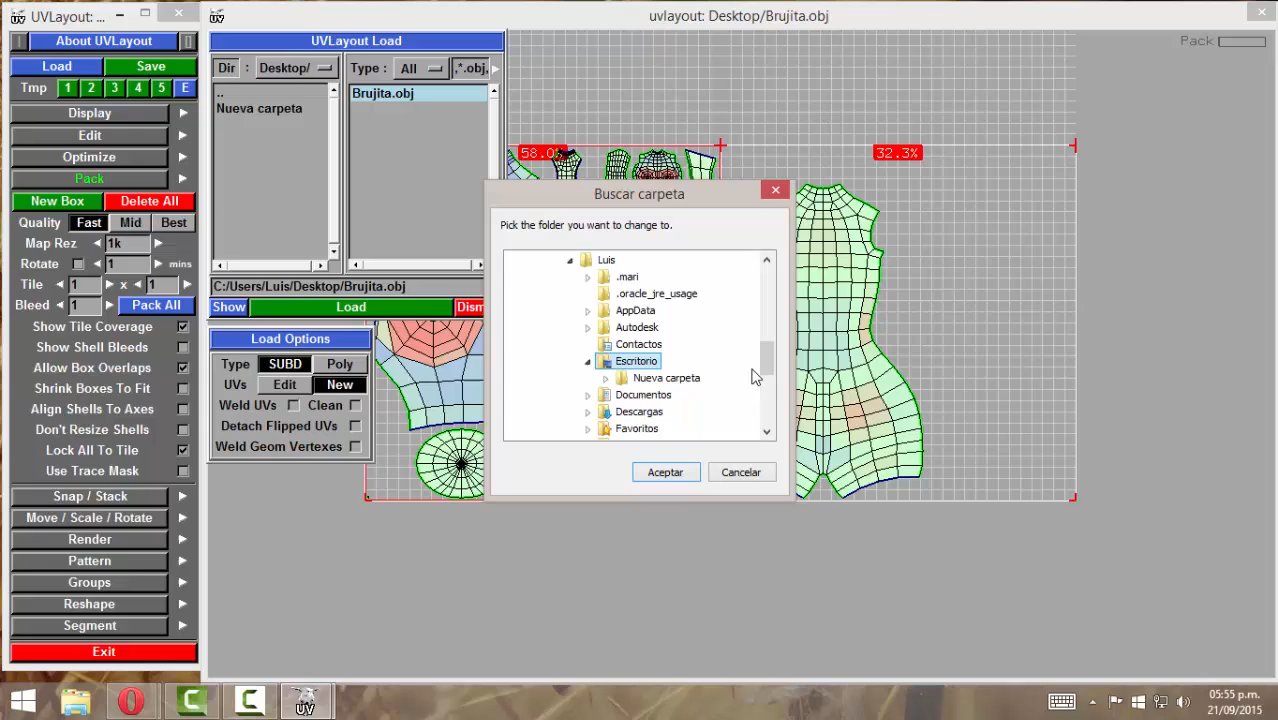 UVLayout: ...
uvlayout: Desktop/Brujita.obj
About UVLayout
Load
Save
Tmp 1 2 3 4 5 E
Display
Edit
Optimize
Pack
New Box
Delete All
Quality Fast Mid Best
Map Rez 1k
Rotate 1 mins
Tile 1 x 1
Bleed 1 Pack All
Show Tile Coverage
Show Shell Bleeds
Allow Box Overlaps
Shrink Boxes To Fit
Align Shells To Axes
Don't Resize Shells
Lock All To Tile
Use Trace Mask
Snap / Stack
Move / Scale / Rotate
Render
Pattern
Groups
Reshape
Segment
Exit
UVLayout Load
Dir : Desktop/
Type : All ,*.obj,
..
Nueva carpeta
Brujita.obj
C:/Users/Luis/Desktop/Brujita.obj
Show
Load
Load Options
Type SUBD Poly
UVs Edit New
Weld UVs Clean
Detach Flipped UVs
Weld Geom Vertexes
Pack
32.3%
Buscar carpeta
Pick the folder you want to change to.
Luis
.mari
.oracle_jre_usage
AppData
Autodesk
Contactos
Escritorio
Nueva carpeta
Documentos
Descargas
Favoritos
Aceptar
Cancelar
UV
05:55 p.m.
21/09/2015